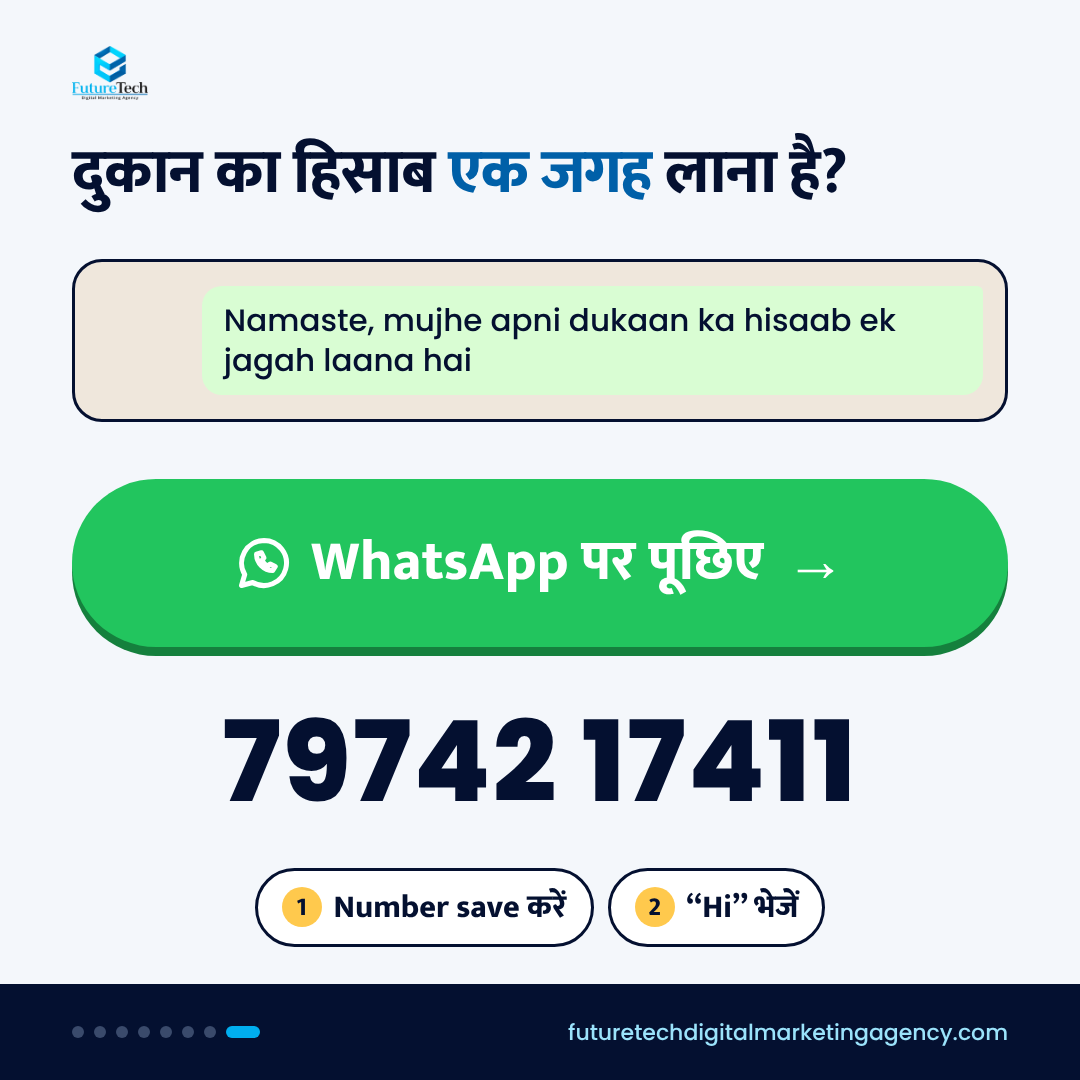 FutureTech
Digital Marketing Agency
दुकान का हिसाब एक जगह लाना है?
Namaste, mujhe apni dukaan ka hisaab ek
jagah laana hai
WhatsApp पर पूछिए →
79742 17411
1 Number save करें
2 “Hi” भेजें
futuretechdigitalmarketingagency.com